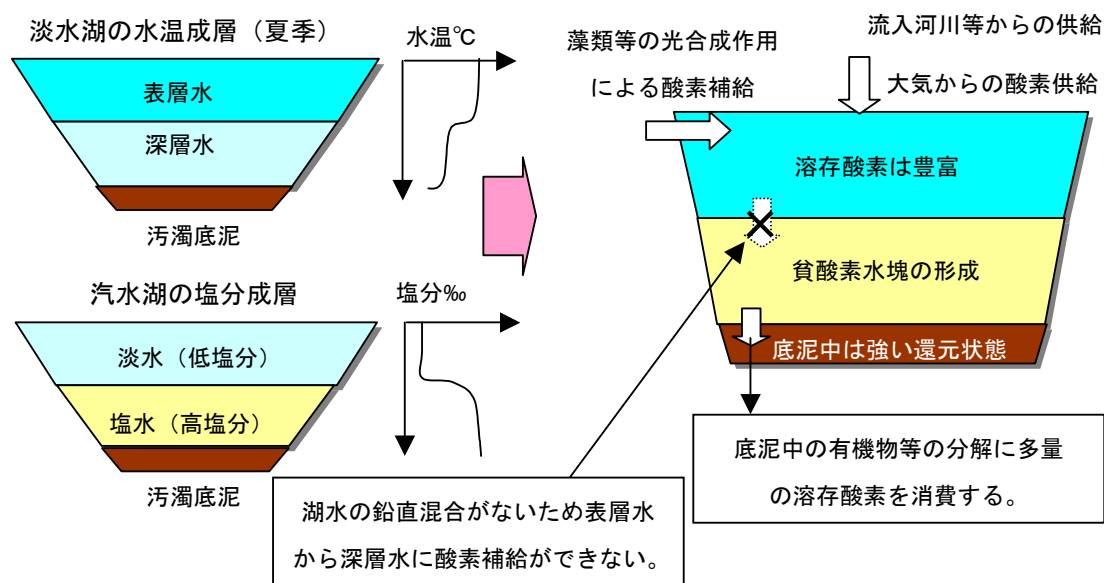 淡水湖の水温成層（夏季）
水温℃
表層水
深層水
汚濁底泥
汽水湖の塩分成層
塩分‰
淡水（低塩分）
塩水（高塩分）
汚濁底泥
藻類等の光合成作用
による酸素補給
流入河川等からの供給
大気からの酸素供給
溶存酸素は豊富
貧酸素水塊の形成
底泥中は強い還元状態
湖水の鉛直混合がないため表層水
から深層水に酸素補給ができない。
底泥中の有機物等の分解に多量
の溶存酸素を消費する。